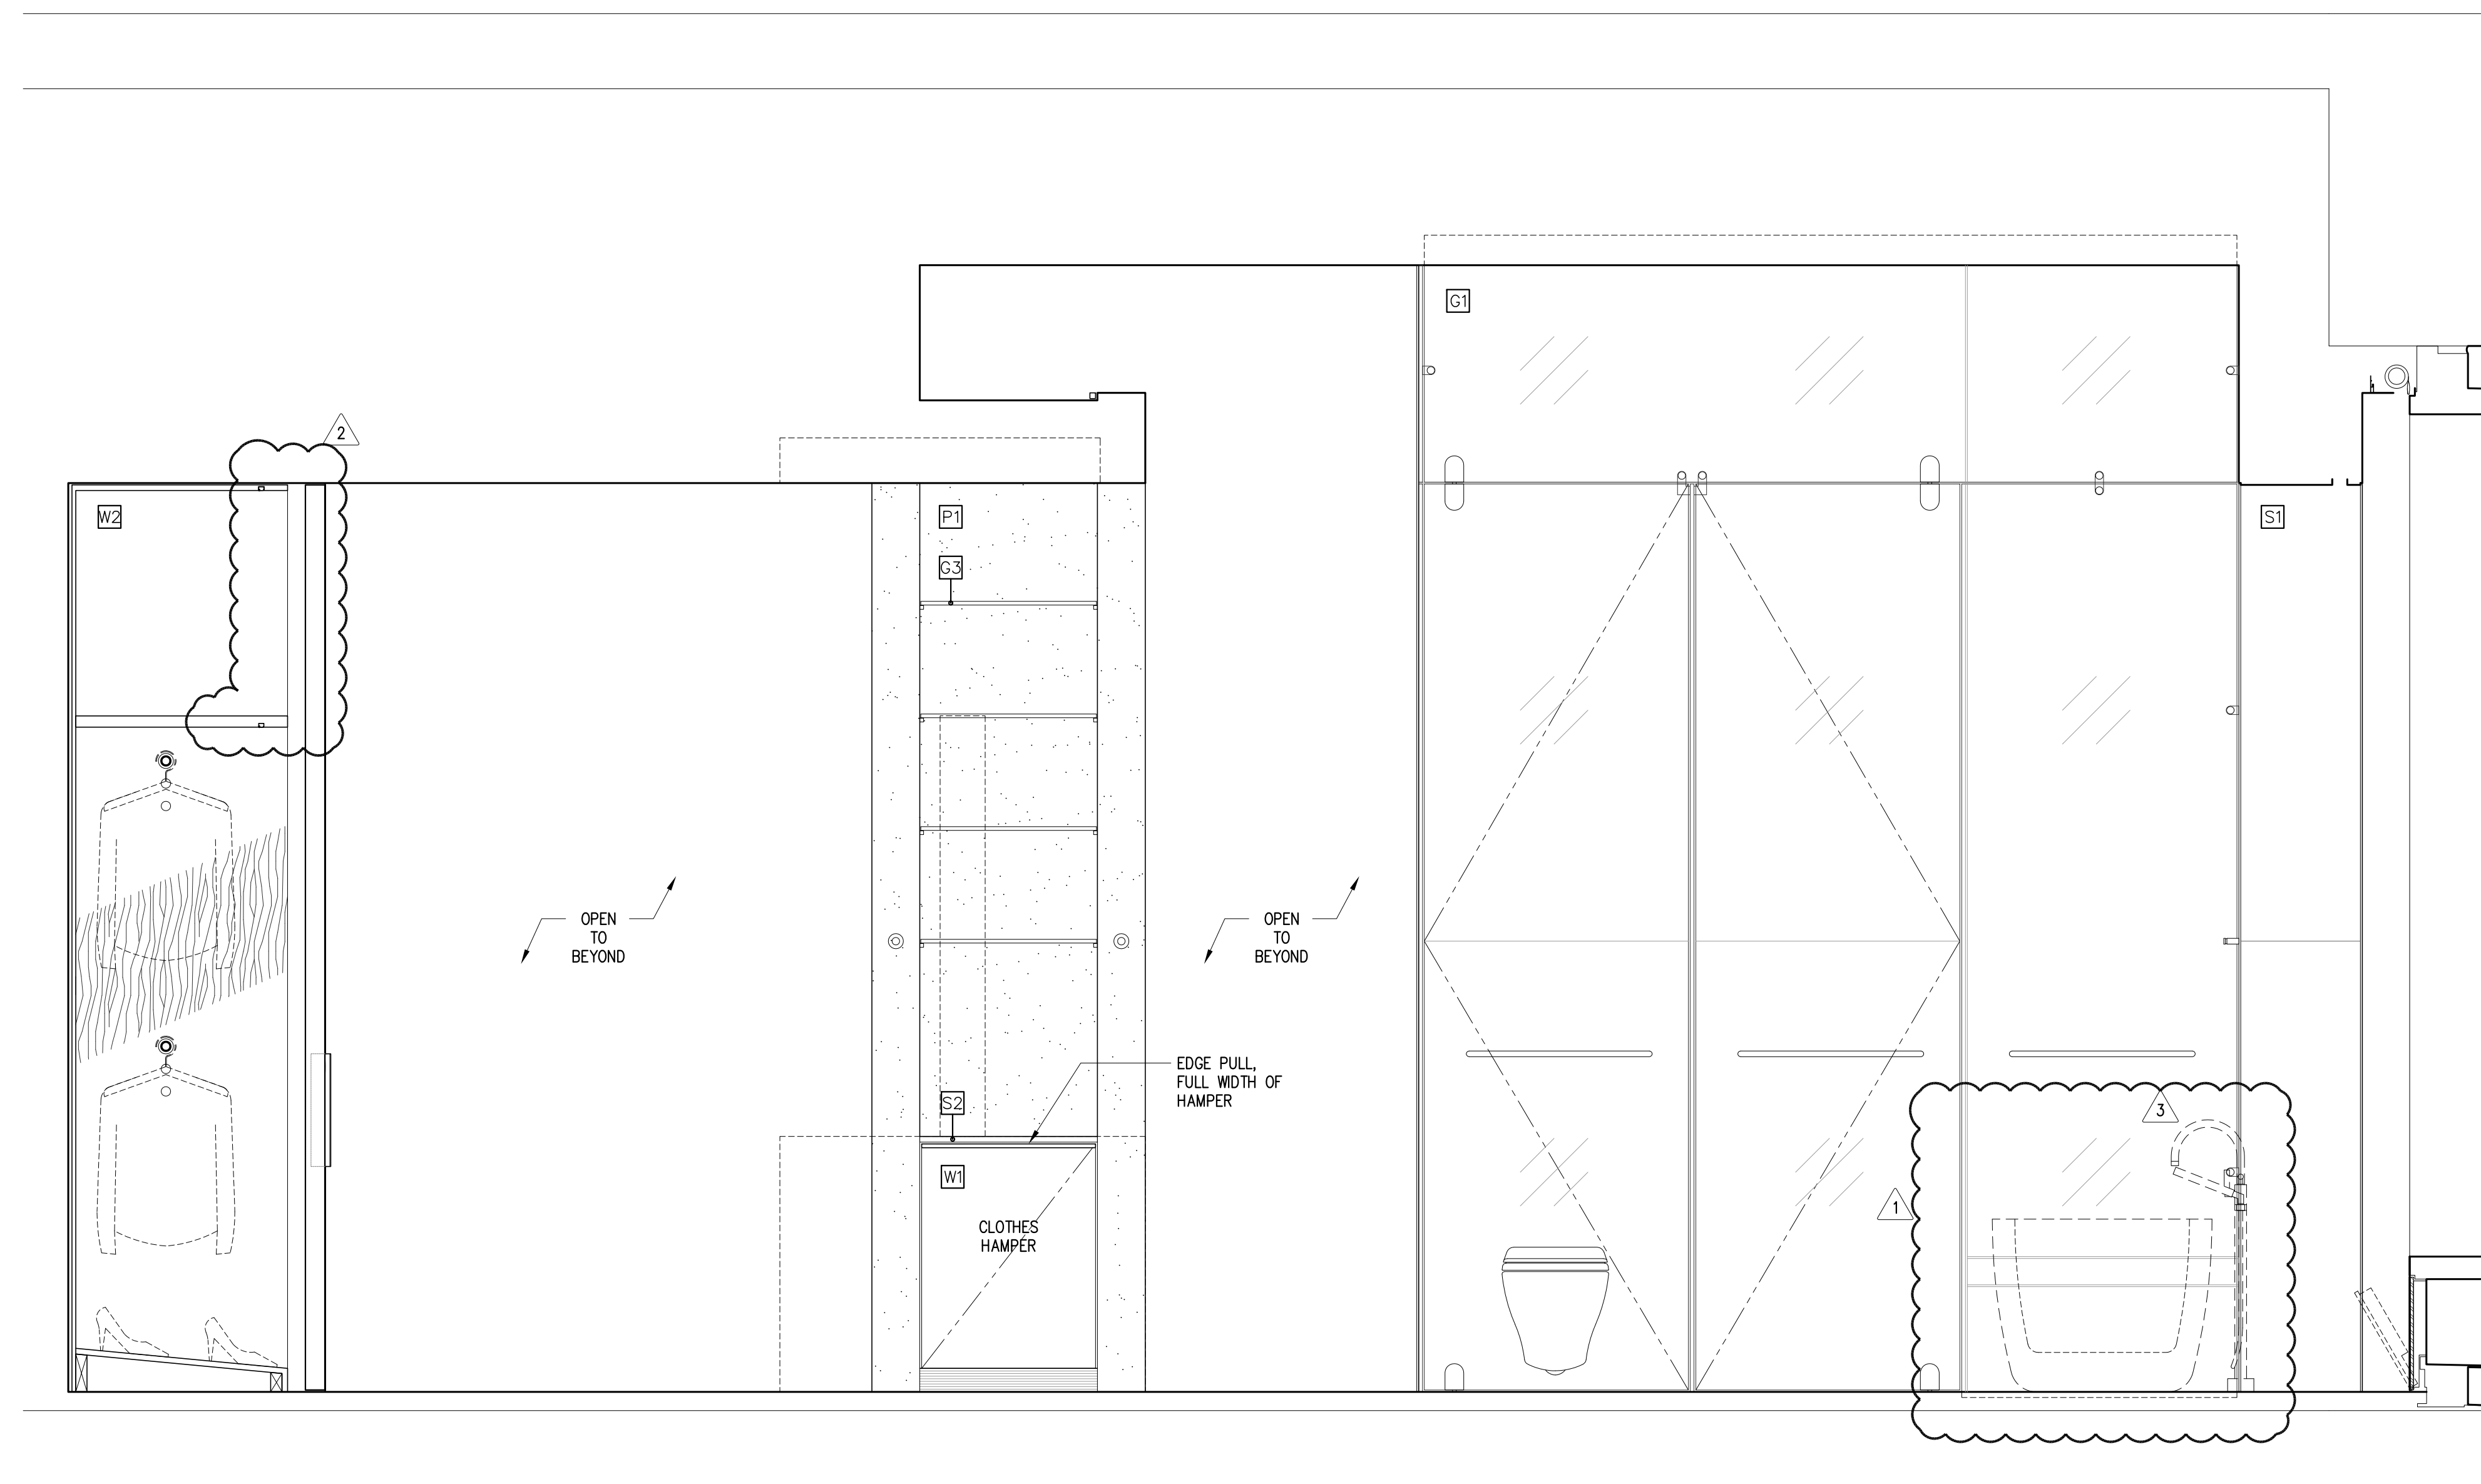 G1
2
W2
P1
S1
G3
OPEN
TO
BEYOND
OPEN
TO
BEYOND
EDGE PULL,
FULL WIDTH OF
HAMPER
S2
3
W1
1
CLOTHES
HAMPER